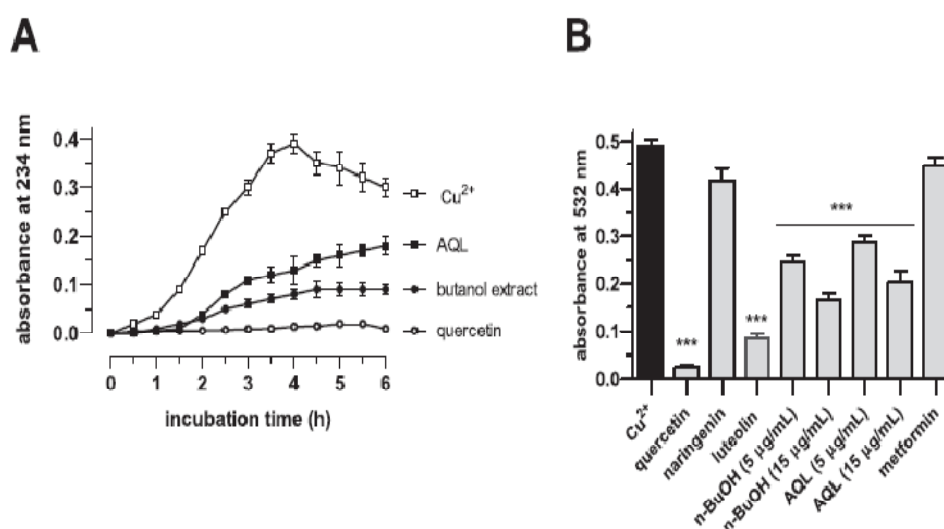 A
absorbance at 234 nm
0.4
0.3
0.2
0.1
0.0
0 1 2 3 4 5 6
incubation time (h)
Cu²⁺
AQL
butanol extract
quercetin
B
absorbance at 532 nm
0.5
0.4
0.3
0.2
0.1
0.0
***
***
***
Cu²⁺
quercetin
naringenin
luteolin
n-BuOH (5 µg/mL)
n-BuOH (15 µg/mL)
AQL (5 µg/mL)
AQL (15 µg/mL)
metformin